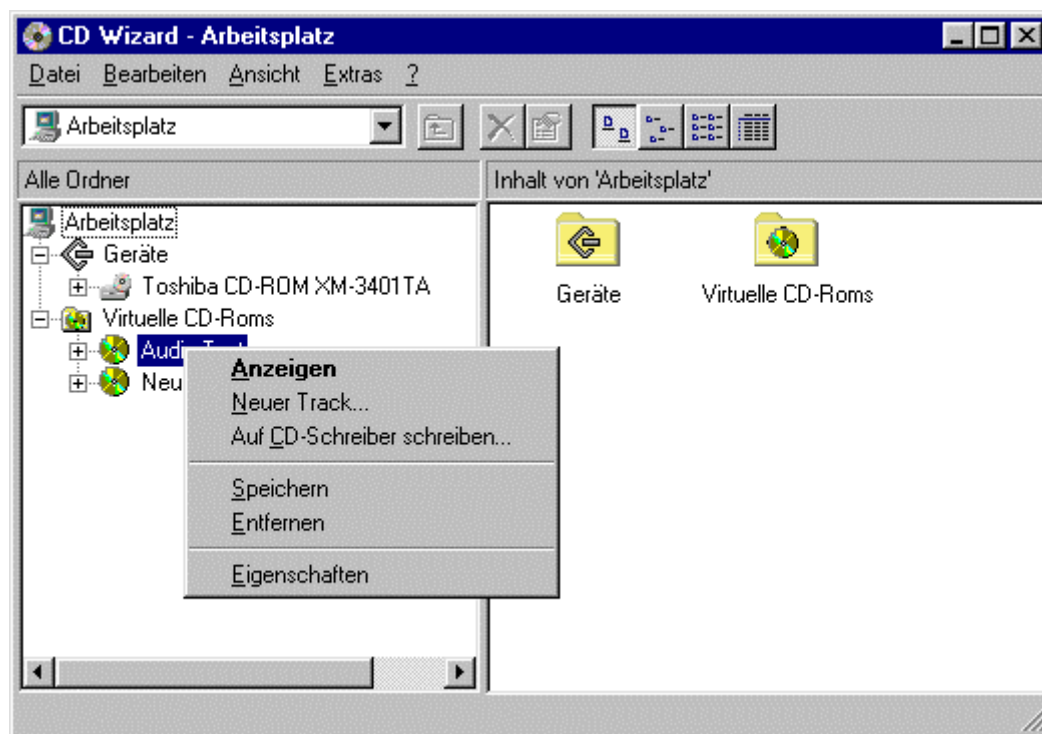 CD Wizard - Arbeitsplatz
Datei Bearbeiten Ansicht Extras ?
Arbeitsplatz
Alle Ordner
Inhalt von 'Arbeitsplatz'
Arbeitsplatz
Geräte
Toshiba CD-ROM XM-3401TA
Virtuelle CD-Roms
Neu
Anzeigen
Neuer Track...
Auf CD-Schreiber schreiben...
Speichern
Entfernen
Eigenschaften
Geräte
Virtuelle CD-Roms